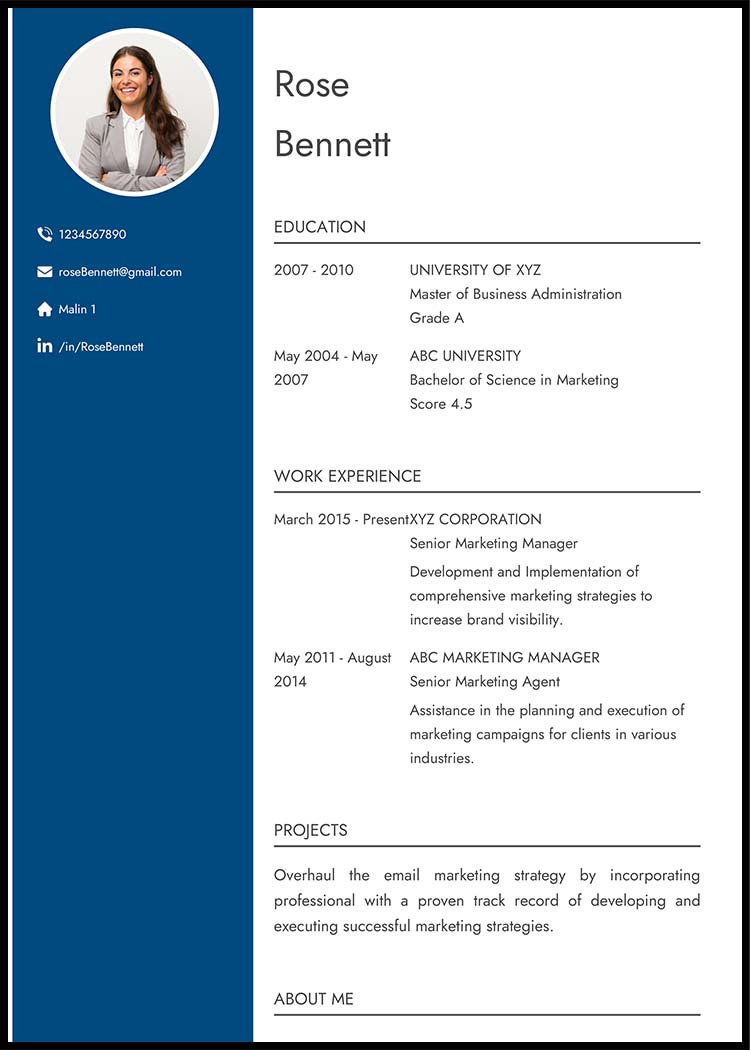 Rose
Bennett
1234567890
roseBennett@gmail.com
Malin 1
/in/RoseBennett
EDUCATION
2007 - 2010
UNIVERSITY OF XYZ
Master of Business Administration
Grade A
May 2004 - May
2007
ABC UNIVERSITY
Bachelor of Science in Marketing
Score 4.5
WORK EXPERIENCE
March 2015 - Present
XYZ CORPORATION
Senior Marketing Manager
Development and Implementation of
comprehensive marketing strategies to
increase brand visibility.
May 2011 - August
2014
ABC MARKETING MANAGER
Senior Marketing Agent
Assistance in the planning and execution of
marketing campaigns for clients in various
industries.
PROJECTS
Overhaul the email marketing strategy by incorporating
professional with a proven track record of developing and
executing successful marketing strategies.
ABOUT ME